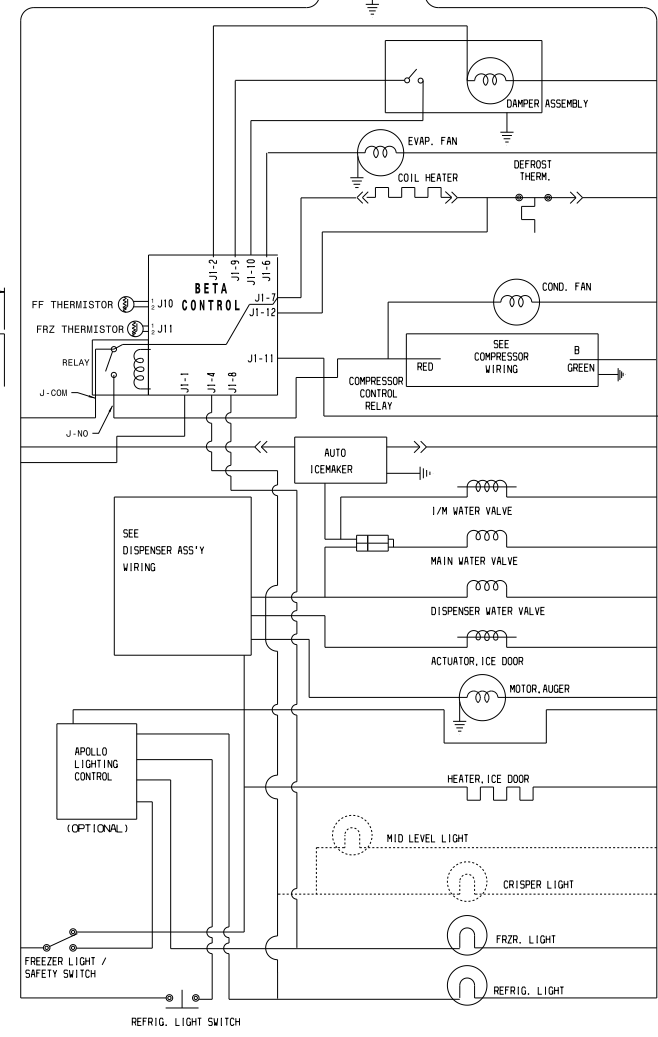 DAMPER ASSEMBLY
EVAP. FAN
COIL HEATER
DEFROST
THERM.
J1-2
J1-9
J1-10
J1-6
BETA
CONTROL
J1-7
J1-12
COND. FAN
FF THERMISTOR
1
2
J10
FRZ THERMISTOR
1
2
J11
RELAY
J1-11
SEE
COMPRESSOR
WIRING
RED
B
GREEN
J1-1
J1-4
J1-8
COMPRESSOR
CONTROL
RELAY
J-COM
J-NO
AUTO
ICEMAKER
I/M WATER VALVE
SEE
DISPENSER ASS'Y
WIRING
MAIN WATER VALVE
DISPENSER WATER VALVE
ACTUATOR, ICE DOOR
MOTOR, AUGER
APOLLO
LIGHTING
CONTROL
(OPTIONAL)
HEATER, ICE DOOR
MID LEVEL LIGHT
CRISPER LIGHT
FRZR. LIGHT
FREEZER LIGHT /
SAFETY SWITCH
REFRIG. LIGHT
REFRIG. LIGHT SWITCH